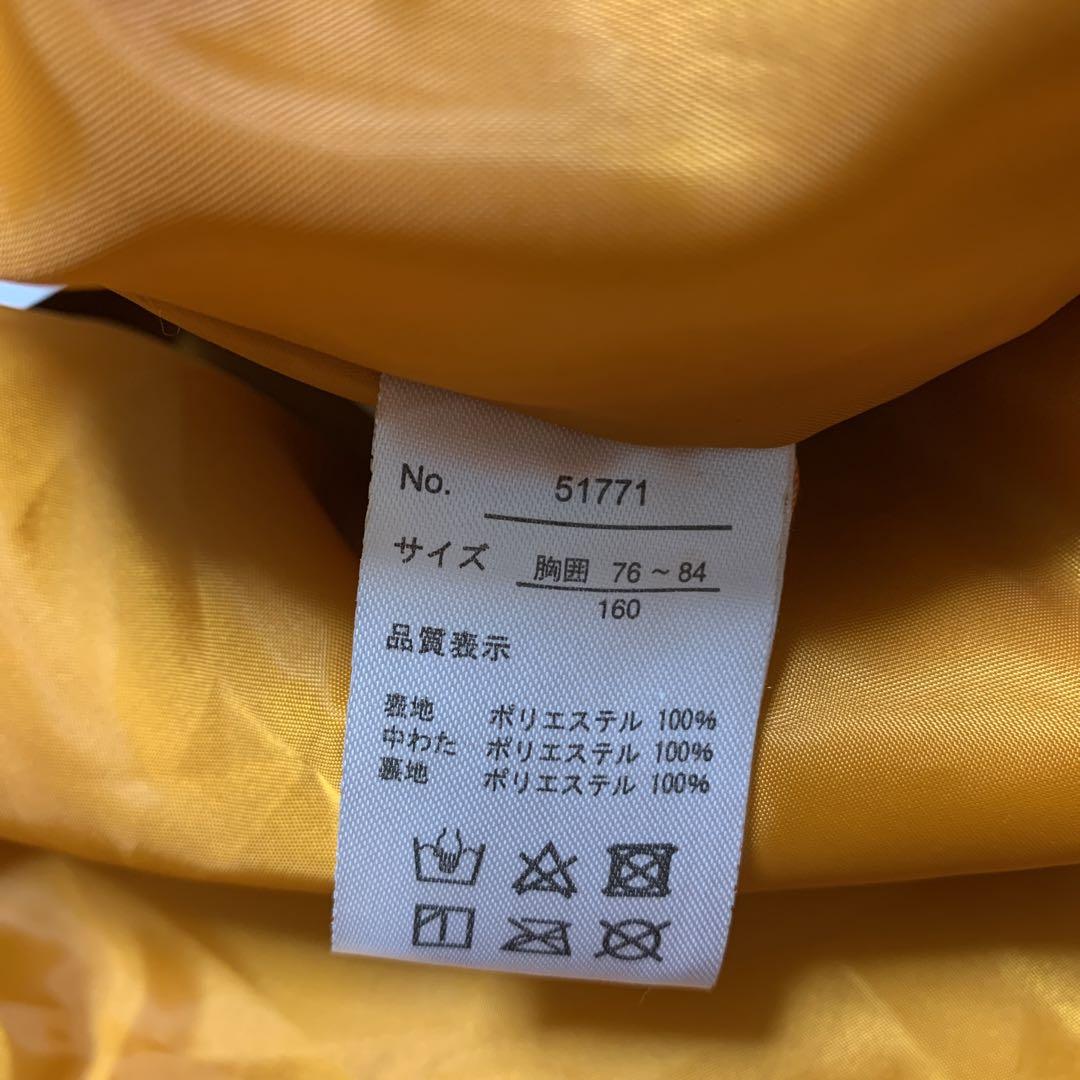 No. 51771
サイズ 胸囲 76 ~ 84
160
品質表示
表地 ポリエステル 100%
中わた ポリエステル 100%
裏地 ポリエステル 100%